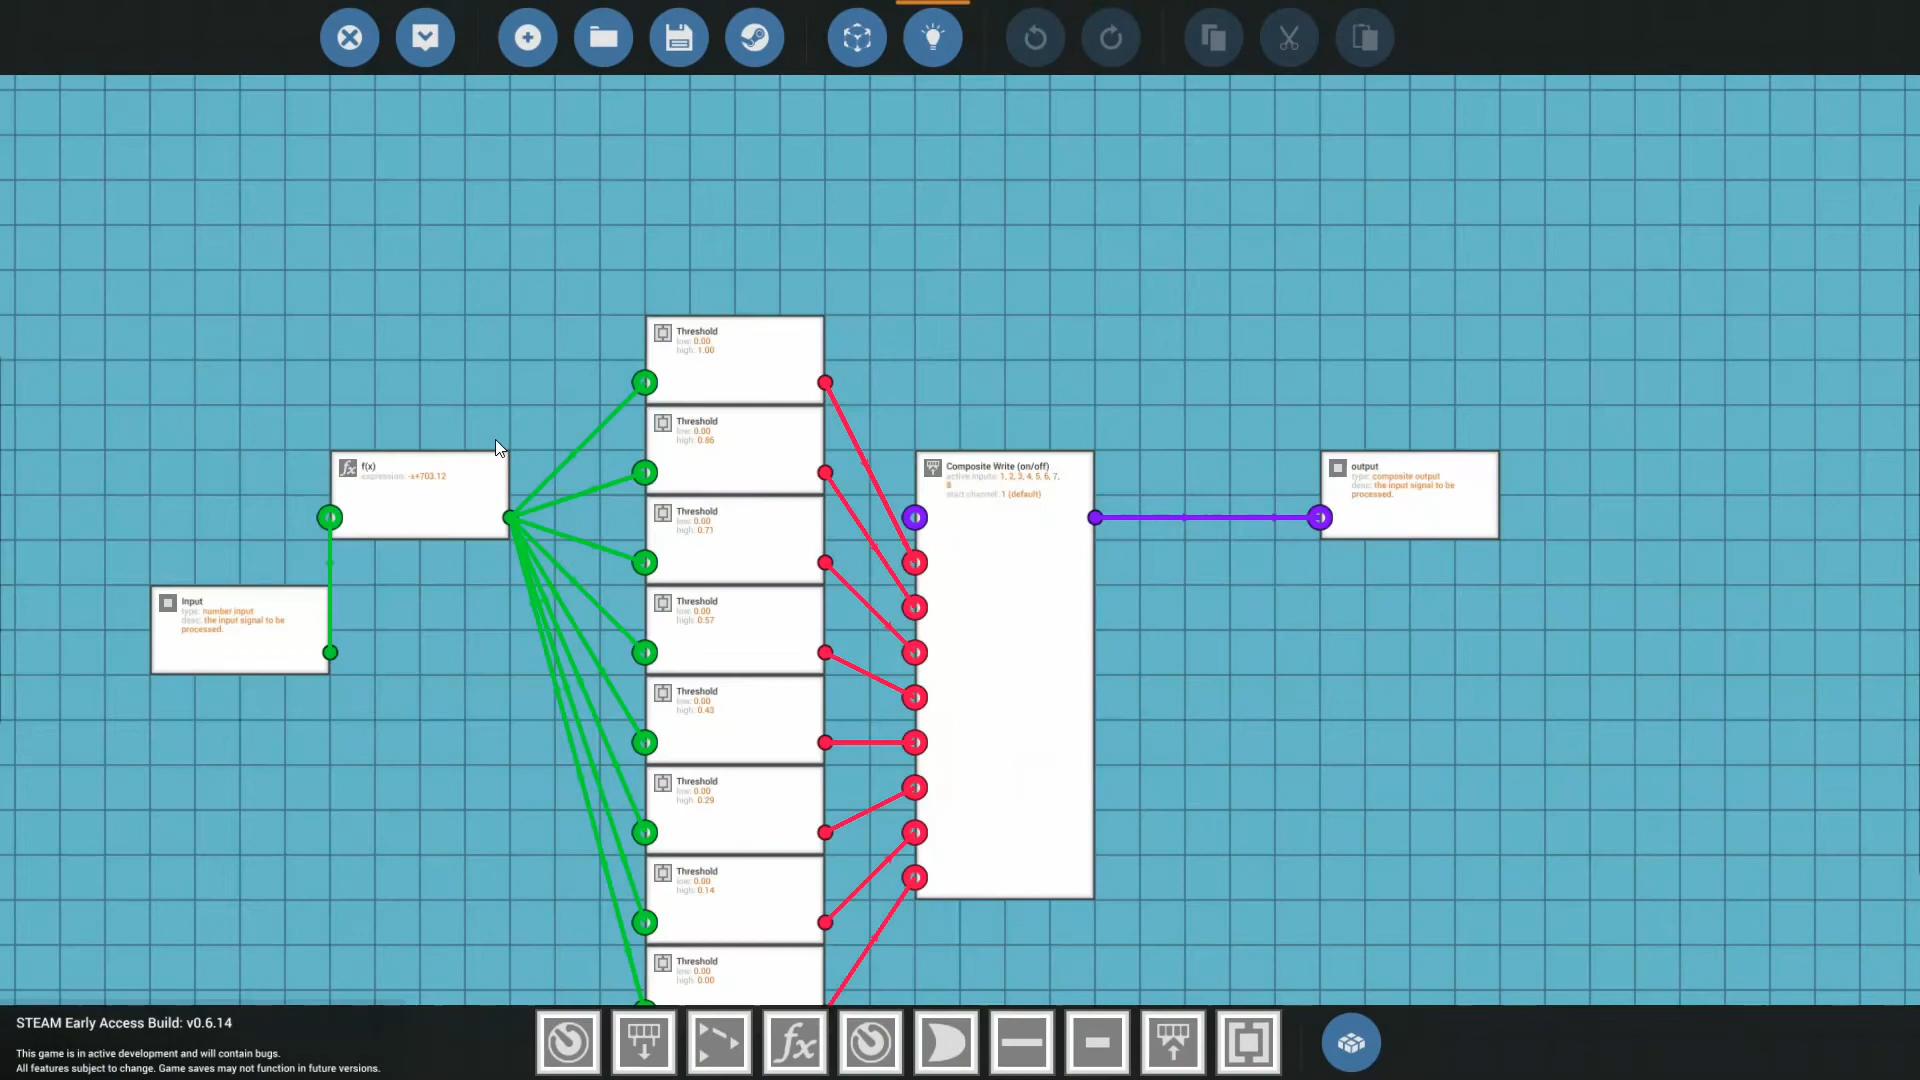 Threshold
low: 0.00
high: 1.00
Threshold
low: 0.00
high: 0.86
f(x)
expression: -x+703.12
Composite Write (on/off)
active inputs: 1, 2, 3, 4, 5, 6, 7,
8
start channel: 1 (default)
output
type: composite output
desc: the input signal to be
processed.
Threshold
low: 0.00
high: 0.71
Input
type: number input
desc: the input signal to be
processed.
Threshold
low: 0.00
high: 0.57
Threshold
low: 0.00
high: 0.43
Threshold
low: 0.00
high: 0.29
Threshold
low: 0.00
high: 0.14
Threshold
low: 0.00
high: 0.00
STEAM Early Access Build: v0.6.14
This game is in active development and will contain bugs.
All features subject to change. Game saves may not function in future versions.
fx